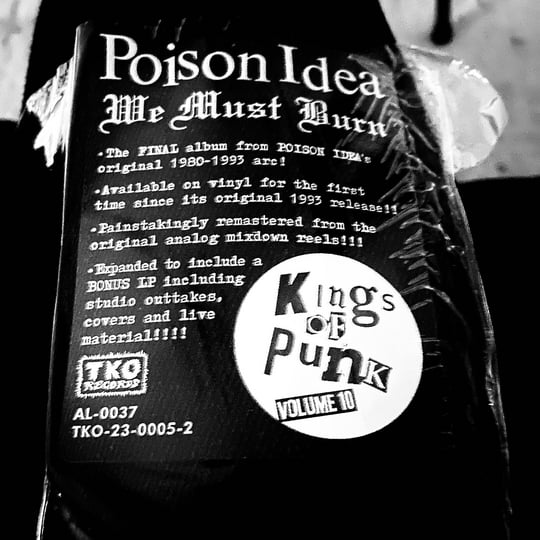 Poison Idea
We Must Burn
•The FINAL album from POISON IDEA's
original 1980-1993 arc!
•Available on vinyl for the first
time since its original 1993 release!!
•Painstakingly remastered from the
original analog mixdown reels!!!
•Expanded to include a
BONUS LP including
studio outtakes,
covers and live
material!!!!
Kings
OF
Punk
VOLUME 10
TKO
RECORDS
AL-0037
TKO-23-0005-2